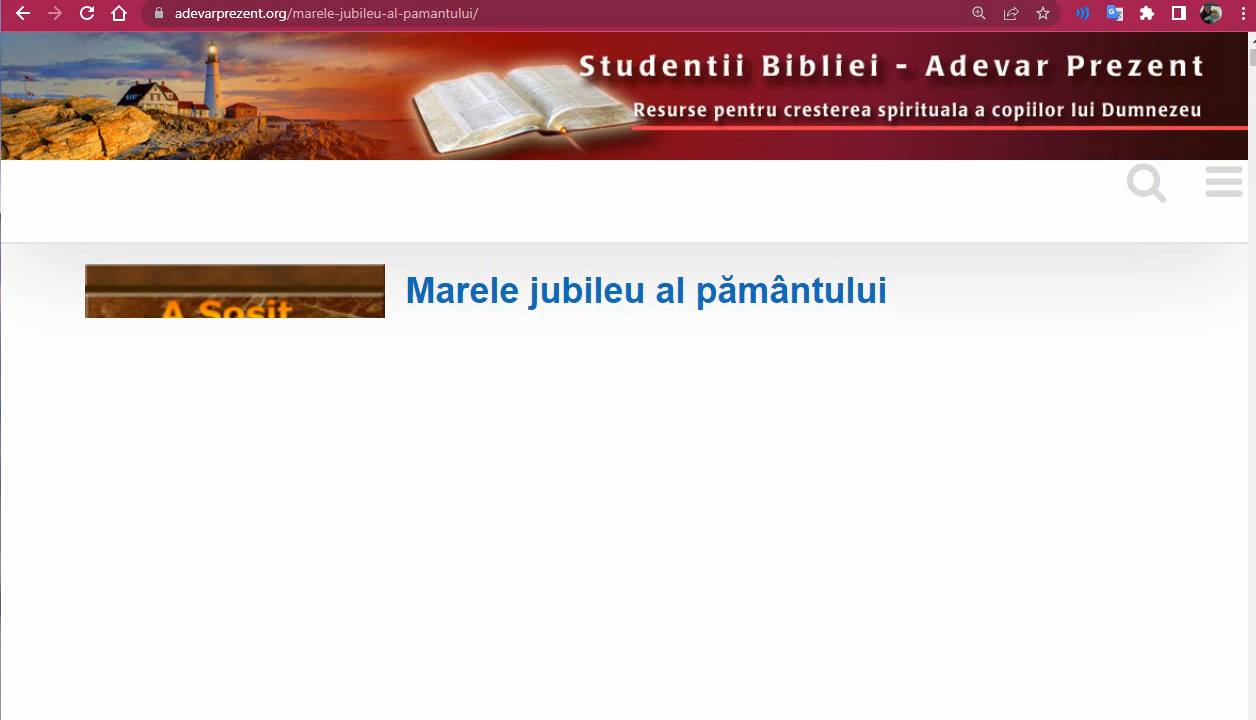 adevarprezent.org/marele-jubileu-al-pamantului/
Studentii Bibliei - Adevar Prezent
Resurse pentru cresterea spirituala a copiilor lui Dumnezeu
A Sosit
Marele jubileu al pământului